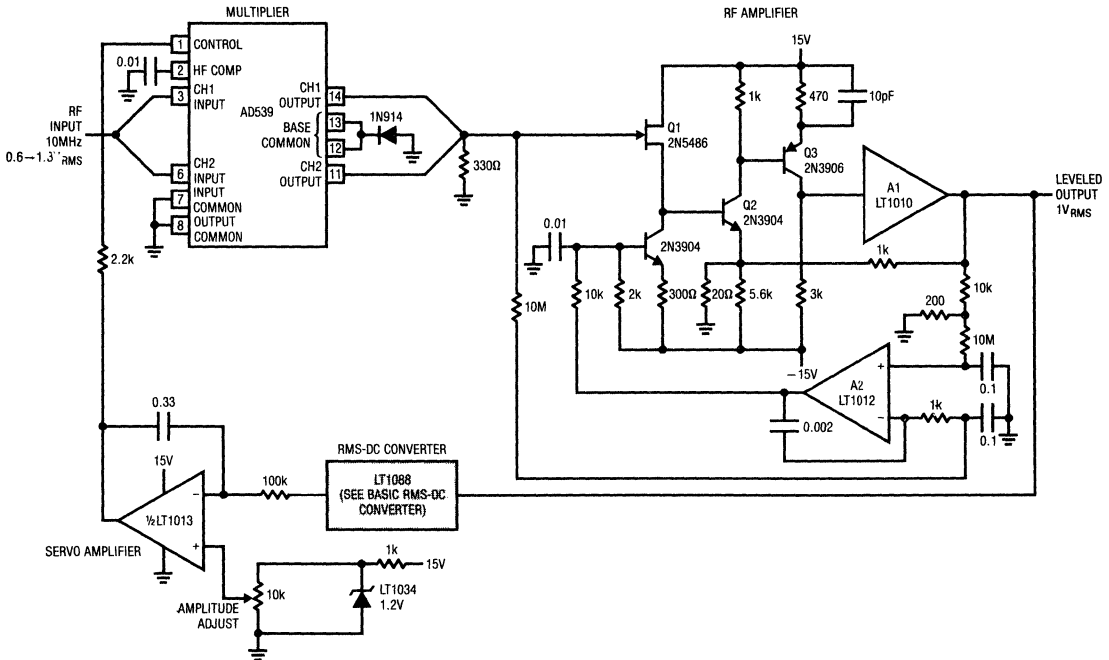 MULTIPLIER
RF AMPLIFIER
1 CONTROL
0.01
2 HF COMP
3 CH1
INPUT
RF
INPUT
10MHz
6 CH2
INPUT
7 INPUT
COMMON
8 OUTPUT
COMMON
AD539
CH1
OUTPUT 14
13
BASE
COMMON
12
CH2
OUTPUT 11
1N914
330Ω
2.2k
15V
1k
470
10pF
Q1
2N5486
Q3
2N3906
Q2
2N3904
A1
LT1010
LEVELED
OUTPUT
1VRMS
0.01
2N3904
1k
10M
10k
2k
300Ω
20Ω
5.6k
3k
10k
200
10M
−15V
A2
LT1012
+
−
0.1
1k
0.1
0.002
0.33
15V
RMS-DC CONVERTER
LT1088
(SEE BASIC RMS-DC
CONVERTER)
100k
−
½LT1013
+
SERVO AMPLIFIER
1k
15V
10k
LT1034
1.2V
AMPLITUDE
ADJUST